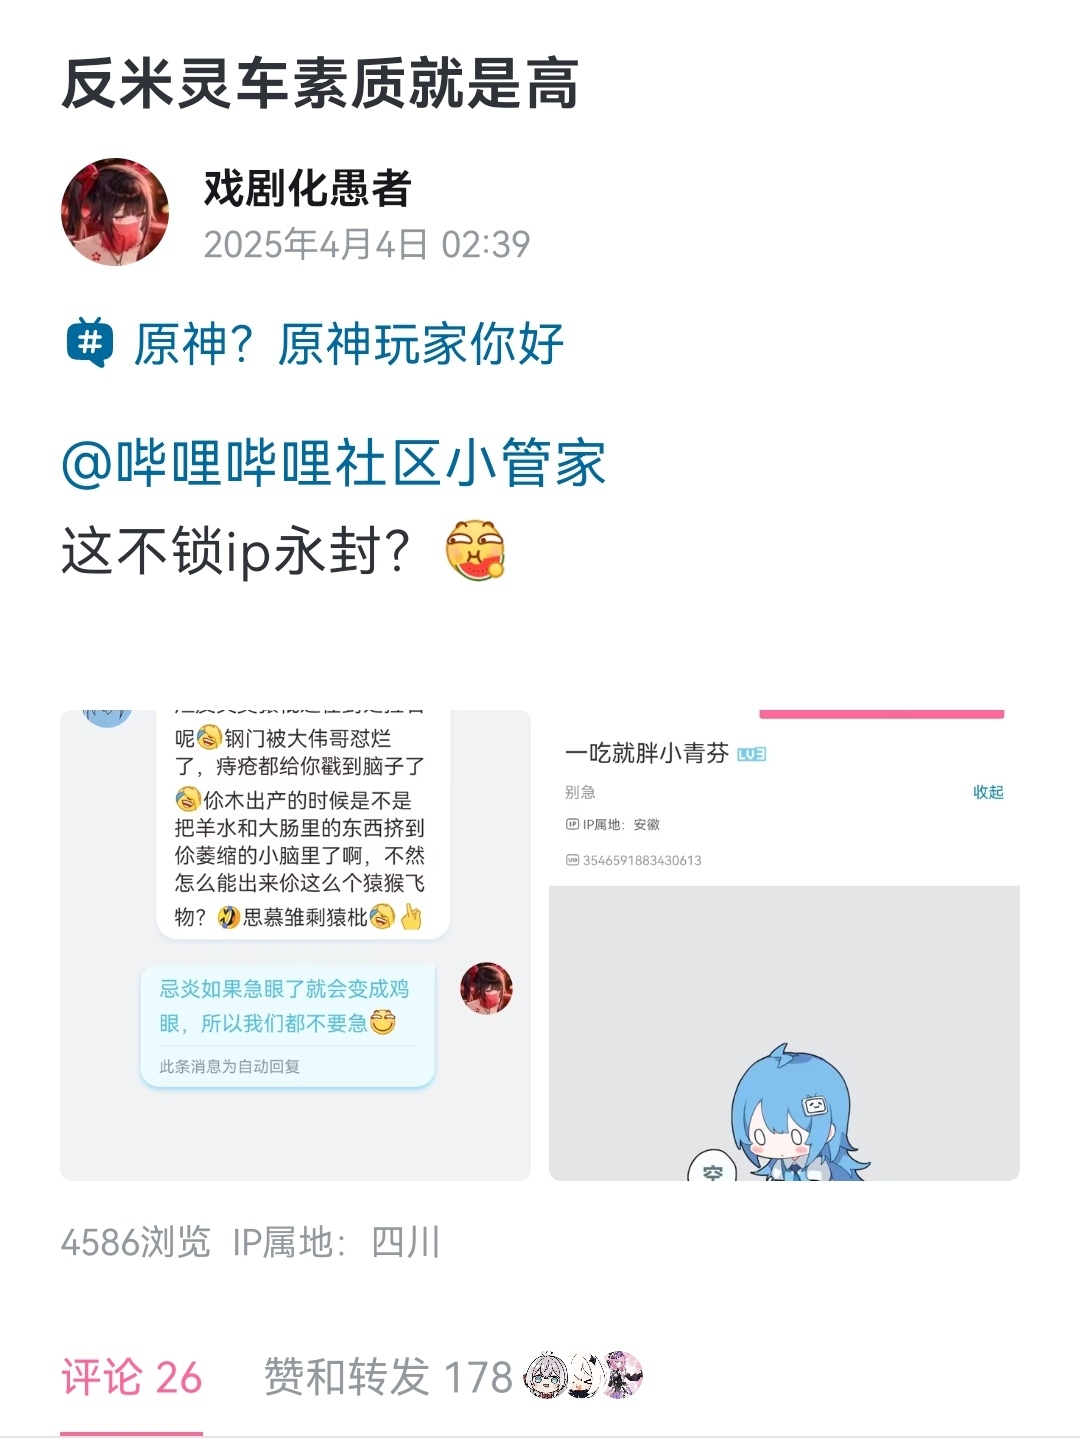 反米灵车素质就是高
戏剧化愚者
2025年4月4日 02:39
# 原神？原神玩家你好
@哔哩哔哩社区小管家
这不锁ip永封？
呢钢门被大伟哥怼烂
了，痔疮都给你戳到脑子了
伱木出产的时候是不是
把羊水和大肠里的东西挤到
伱萎缩的小脑里了啊，不然
怎么能出来伱这么个猿猴飞
物？思慕雏剩猿枇
忌炎如果急眼了就会变成鸡
眼，所以我们都不要急
此条消息为自动回复
一吃就胖小青芬 LV3
别急
收起
IP属地：安徽
UID 3546591883430613
空
4586浏览 IP属地：四川
评论 26 赞和转发 178